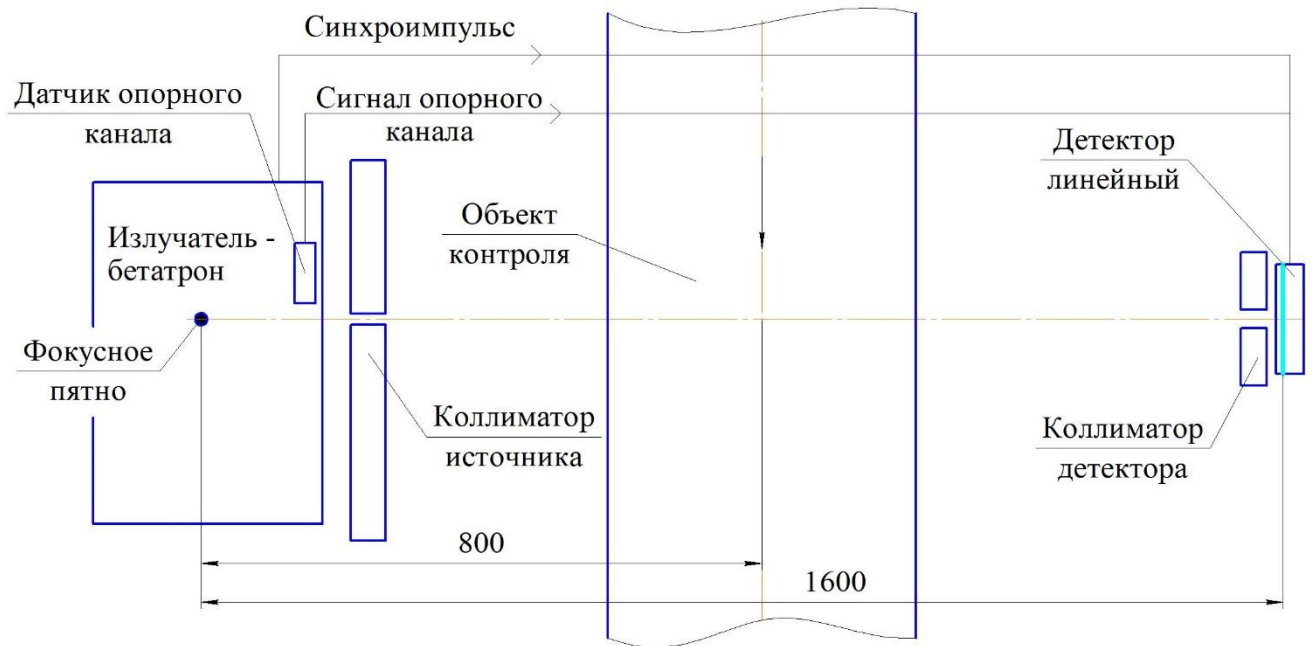 Синхроимпульс
Датчик опорного
канала
Сигнал опорного
канала
Детектор
линейный
Объект
контроля
Излучатель -
бетатрон
Фокусное
пятно
Коллиматор
источника
Коллиматор
детектора
800
1600